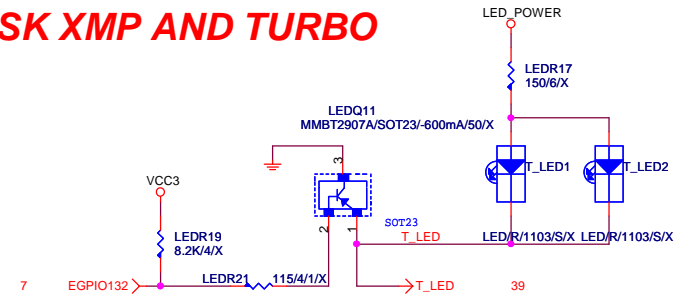 SK XMP AND TURBO
LED_POWER
LEDR17
150/6/X
LEDQ11
MMBT2907A/SOT23/-600mA/50/X
3
T_LED1
T_LED2
VCC3
SOT23
2
1
LEDR19
8.2K/4/X
T_LED
LED/R/1103/S/X
LED/R/1103/S/X
7
EGPIO132
LEDR21
115/4/1/X
T_LED
39